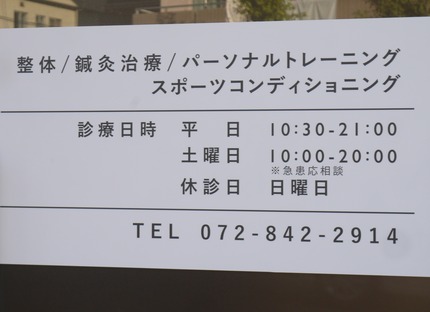 整体/鍼灸治療/パーソナルトレーニング
スポーツコンディショニング
診療日時 平 日 10:30-21:00
土曜日 10:00-20:00
※急患応相談
休診日 日曜日
TEL 072-842-2914